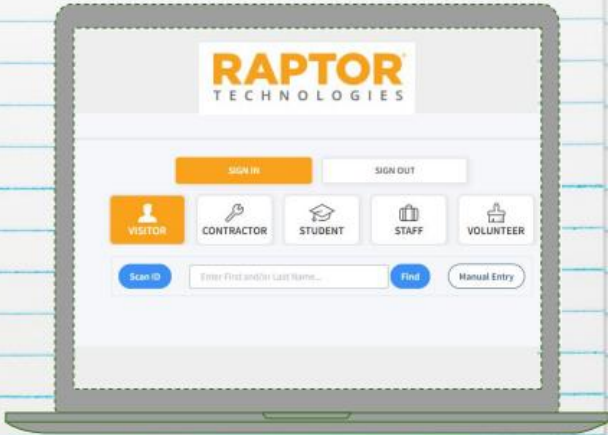 RAPTOR
TECHNOLOGIES
SIGN IN SIGN OUT
VISITOR CONTRACTOR STUDENT STAFF VOLUNTEER
Scan ID Enter First and/or Last Name... Find Manual Entry